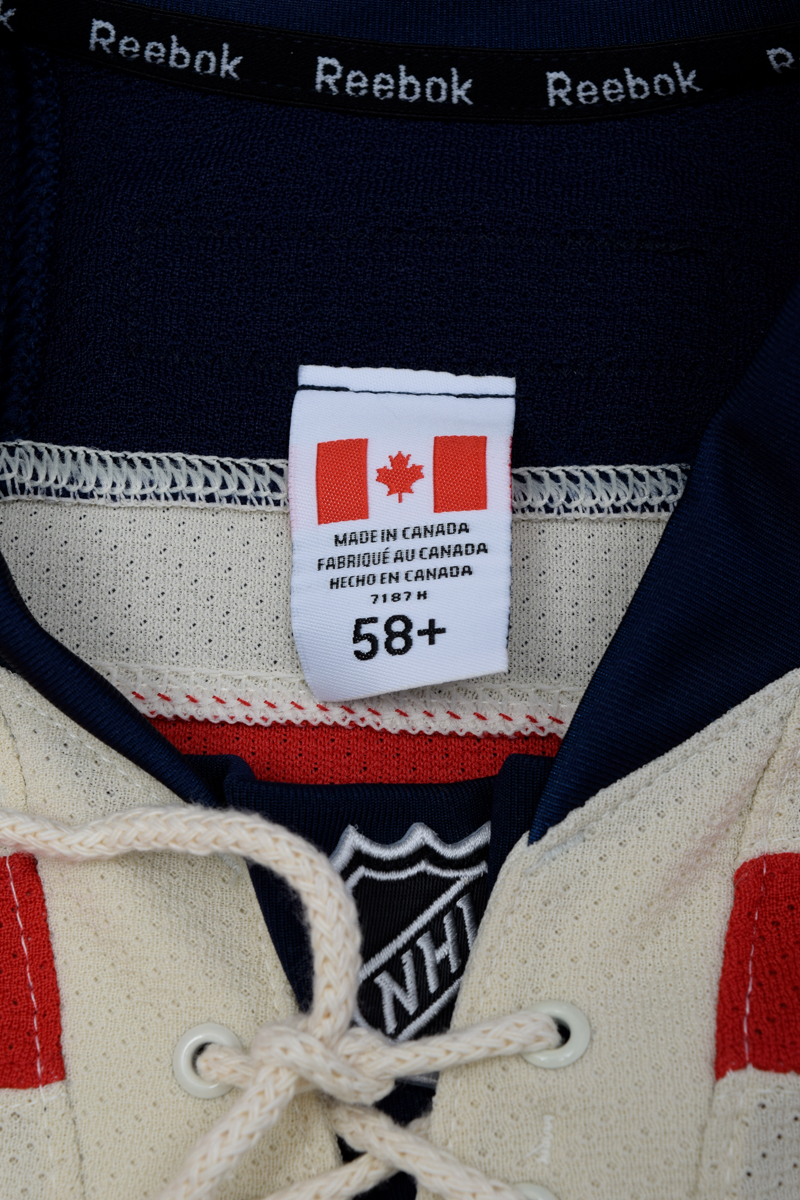 Reebok Reebok Reebok
MADE IN CANADA
FABRIQUÉ AU CANADA
HECHO EN CANADA
7187 H
58+
NHL